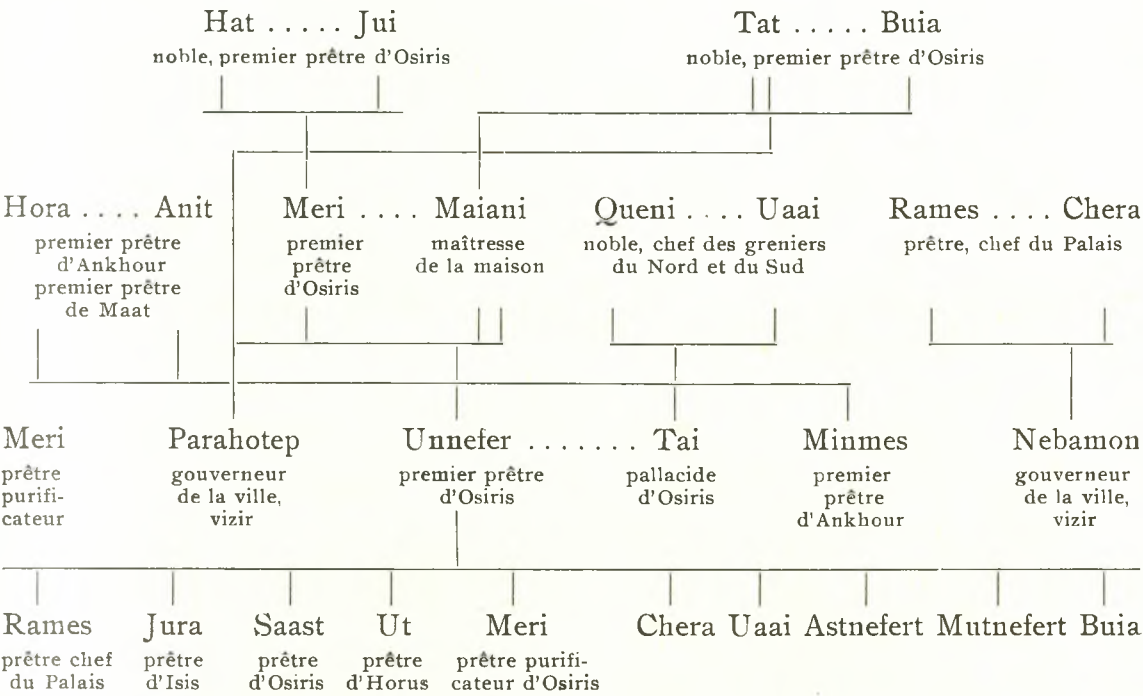 Hat ..... Jui
noble, premier prêtre d'Osiris
Tat ..... Buia
noble, premier prêtre d'Osiris
Hora .... Anit
premier prêtre
d'Ankhour
premier prêtre
de Maat
Meri .... Maiani
premier
prêtre
d'Osiris
maîtresse
de la maison
Queni .... Uaai
noble, chef des greniers
du Nord et du Sud
Rames .... Chera
prêtre, chef du Palais
Meri
prêtre
purifi-
cateur
Parahotep
gouverneur
de la ville,
vizir
Unnefer ....... Tai
premier prêtre
d'Osiris
pallacide
d'Osiris
Minmes
premier
prêtre
d'Ankhour
Nebamon
gouverneur
de la ville,
vizir
Rames
prêtre chef
du Palais
Jura
prêtre
d'Isis
Saast
prêtre
d'Osiris
Ut
prêtre
d'Horus
Meri
prêtre purifi-
cateur d'Osiris
Chera Uaai Astnefert Mutnefert Buia